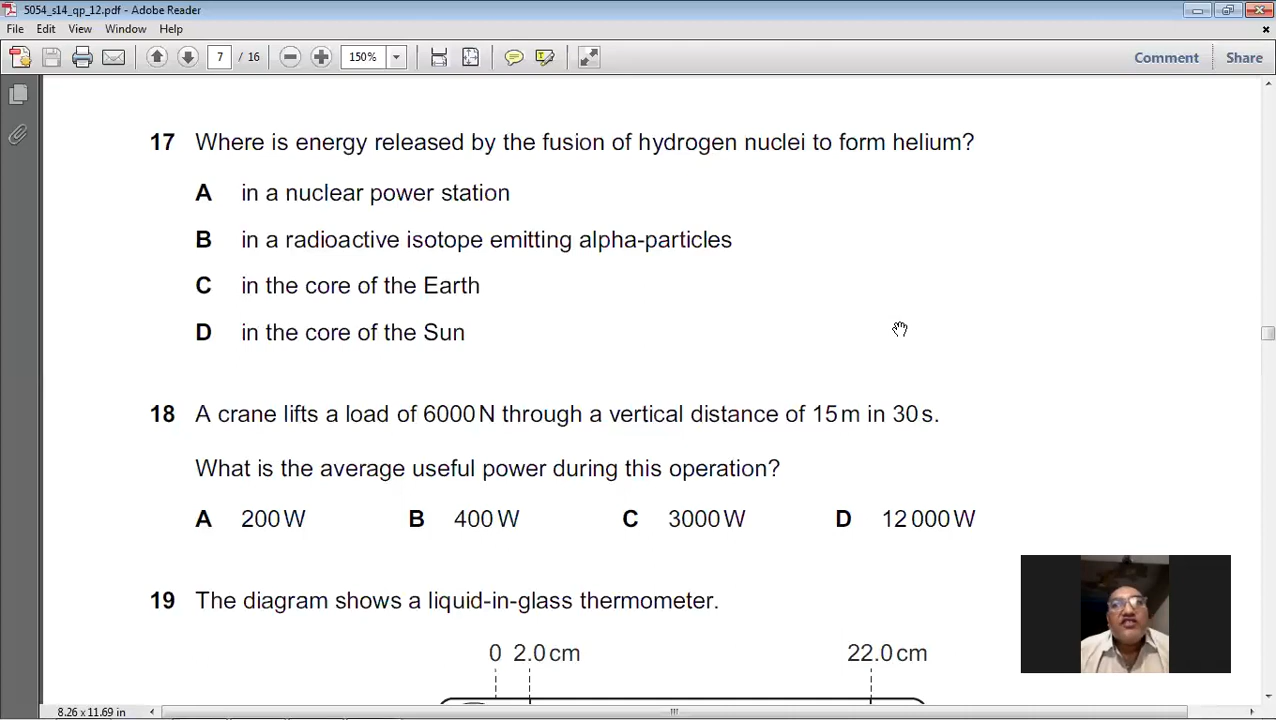 5054_s14_qp_12.pdf - Adobe Reader
File Edit View Window Help
7 / 16 150% Comment Share
17 Where is energy released by the fusion of hydrogen nuclei to form helium?
A in a nuclear power station
B in a radioactive isotope emitting alpha-particles
C in the core of the Earth
D in the core of the Sun
18 A crane lifts a load of 6000 N through a vertical distance of 15 m in 30 s.
What is the average useful power during this operation?
A 200 W B 400 W C 3000 W D 12 000 W
19 The diagram shows a liquid-in-glass thermometer.
0 2.0 cm 22.0 cm
8.26 x 11.69 in